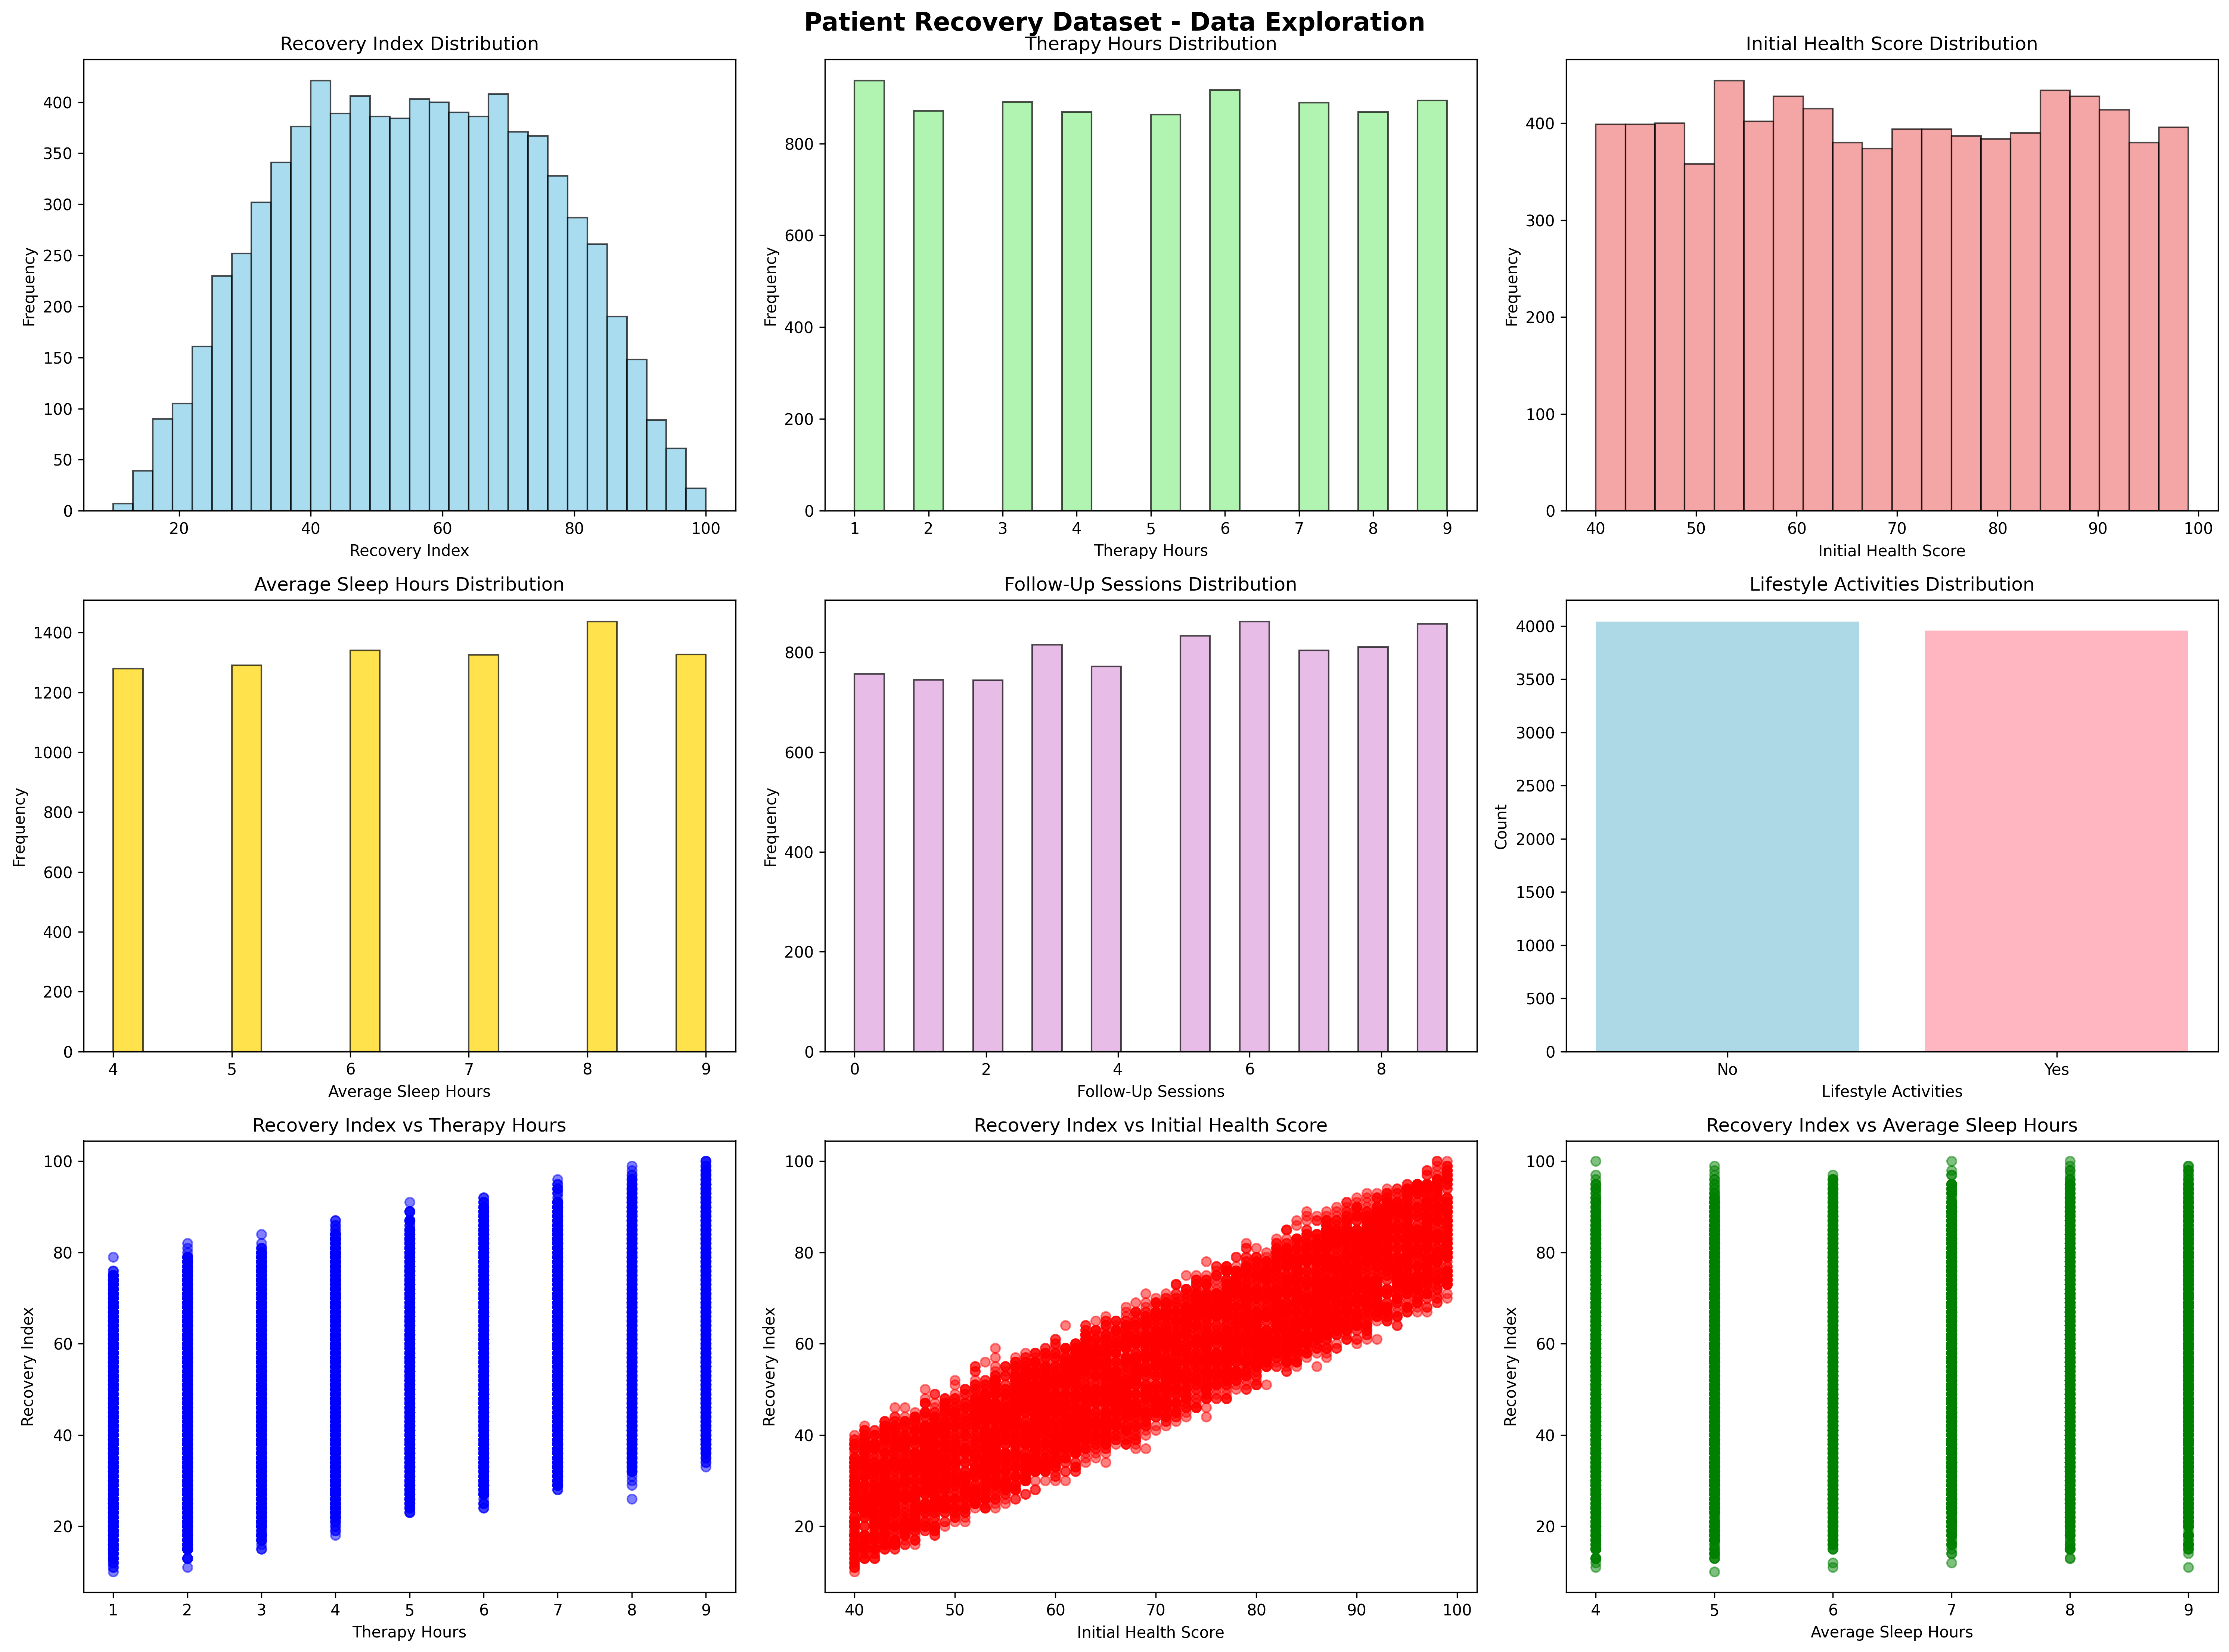 Patient Recovery Dataset - Data Exploration
Recovery Index Distribution
Frequency
400
350
300
250
200
150
100
50
0
20 40 60 80 100
Recovery Index
Therapy Hours Distribution
Frequency
800
600
400
200
0
1 2 3 4 5 6 7 8 9
Therapy Hours
Initial Health Score Distribution
Frequency
400
300
200
100
0
40 50 60 70 80 90 100
Initial Health Score
Average Sleep Hours Distribution
Frequency
1400
1200
1000
800
600
400
200
0
4 5 6 7 8 9
Average Sleep Hours
Follow-Up Sessions Distribution
Frequency
800
600
400
200
0
0 2 4 6 8
Follow-Up Sessions
Lifestyle Activities Distribution
Count
4000
3500
3000
2500
2000
1500
1000
500
0
No Yes
Lifestyle Activities
Recovery Index vs Therapy Hours
Recovery Index
100
80
60
40
20
1 2 3 4 5 6 7 8 9
Therapy Hours
Recovery Index vs Initial Health Score
Recovery Index
100
80
60
40
20
40 50 60 70 80 90 100
Initial Health Score
Recovery Index vs Average Sleep Hours
Recovery Index
100
80
60
40
20
4 5 6 7 8 9
Average Sleep Hours